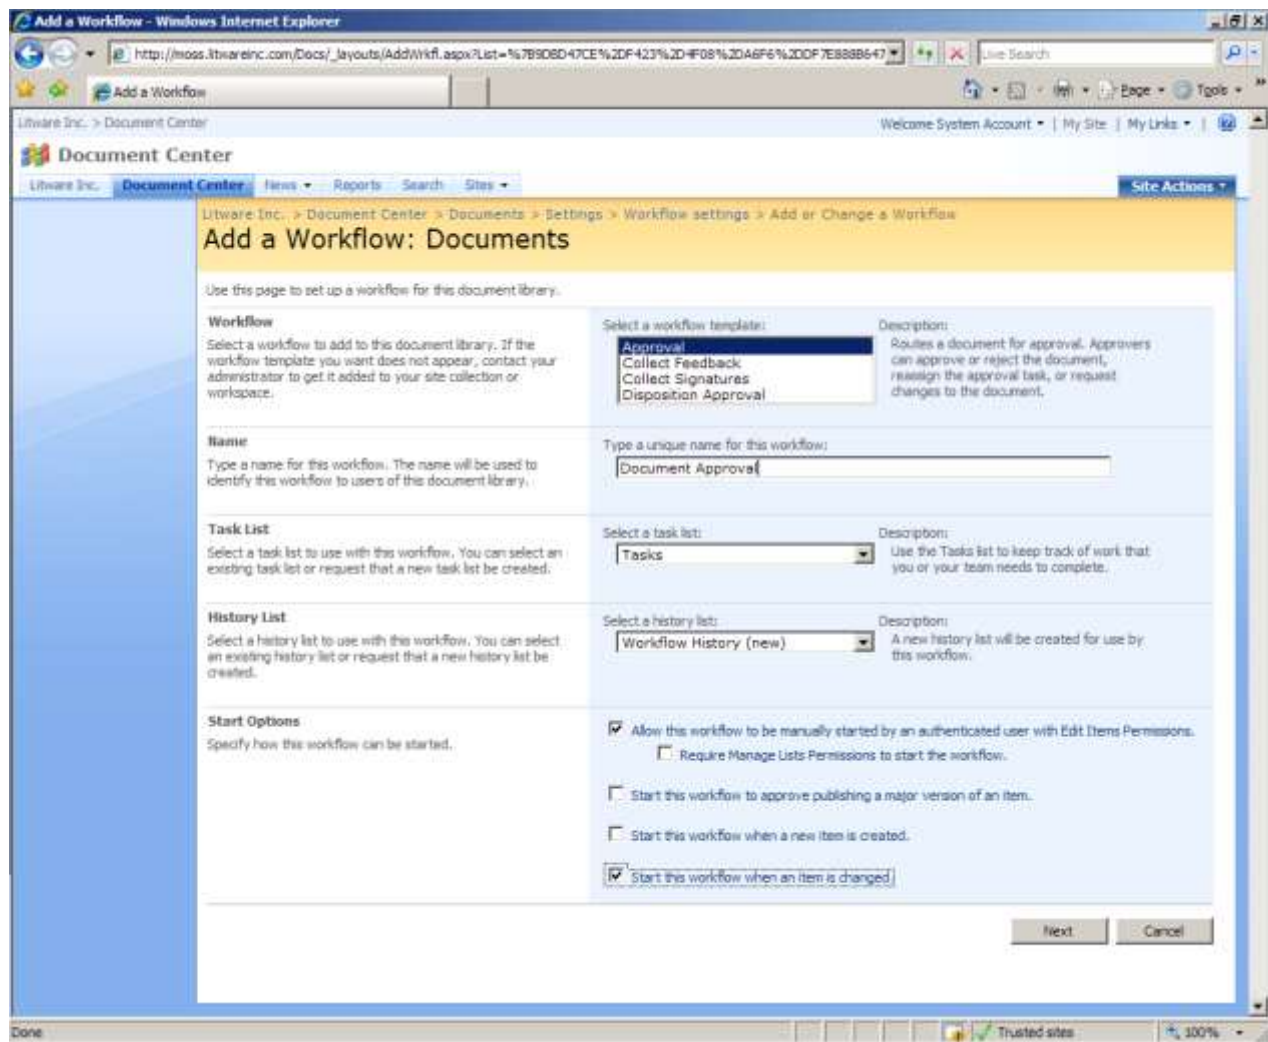 Add a Workflow - Windows Internet Explorer
http://moss.litwareinc.com/Docs/_layouts/AddWrkfl.aspx?List=%7B9DBD47CE%2DF423%2D4F08%2DA6F6%2DDF7E888B647
Live Search
Add a Workflow
Page
Tools
Litware Inc. > Document Center
Welcome System Account
My Site
My Links
Document Center
Litware Inc.
Document Center
News
Reports
Search
Sites
Site Actions
Litware Inc. > Document Center > Documents > Settings > Workflow settings > Add or Change a Workflow
Add a Workflow: Documents
Use this page to set up a workflow for this document library.
Workflow
Select a workflow to add to this document library. If the
workflow template you want does not appear, contact your
administrator to get it added to your site collection or
workspace.
Select a workflow template:
Approval
Collect Feedback
Collect Signatures
Disposition Approval
Description:
Routes a document for approval. Approvers
can approve or reject the document,
reassign the approval task, or request
changes to the document.
Name
Type a name for this workflow. The name will be used to
identify this workflow to users of this document library.
Type a unique name for this workflow:
Document Approval
Task List
Select a task list to use with this workflow. You can select an
existing task list or request that a new task list be created.
Select a task list:
Tasks
Description:
Use the Tasks list to keep track of work that
you or your team needs to complete.
History List
Select a history list to use with this workflow. You can select
an existing history list or request that a new history list be
created.
Select a history list:
Workflow History (new)
Description:
A new history list will be created for use by
this workflow.
Start Options
Specify how this workflow can be started.
Allow this workflow to be manually started by an authenticated user with Edit Items Permissions.
Require Manage Lists Permissions to start the workflow.
Start this workflow to approve publishing a major version of an item.
Start this workflow when a new item is created.
Start this workflow when an item is changed.
Next
Cancel
Done
Trusted sites
100%